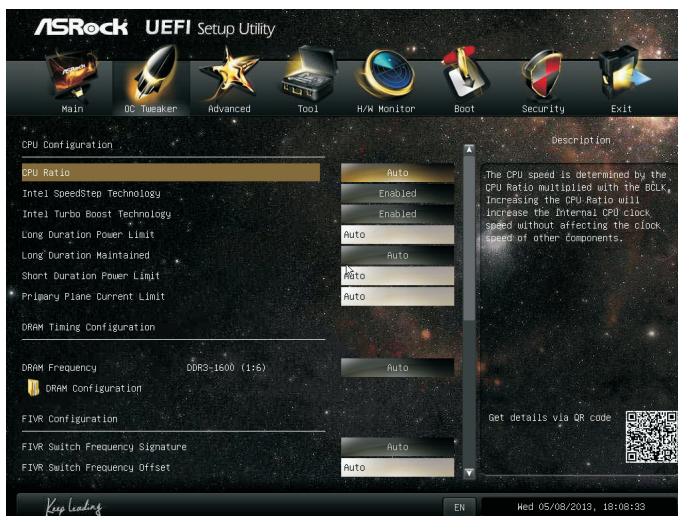 ASRock UEFI Setup Utility
Main OC Tweaker Advanced Tool H/W Monitor Boot Security Exit
CPU Configuration
CPU Ratio Auto
Intel SpeedStep Technology Enabled
Intel Turbo Boost Technology Enabled
Long Duration Power Limit Auto
Long Duration Maintained Auto
Short Duration Power Limit Auto
Primary Plane Current Limit Auto
DRAM Timing Configuration
DRAM Frequency DDR3-1600 (1:6) Auto
DRAM Configuration
FIVR Configuration
FIVR Switch Frequency Signature Auto
FIVR Switch Frequency Offset Auto
Description
The CPU speed is determined by the
CPU Ratio multiplied with the BCLK.
Increasing the CPU Ratio will
increase the internal CPU clock
speed without affecting the clock
speed of other components.
Get details via QR code
Keep Leading
EN
Wed 05/08/2013, 18:08:33